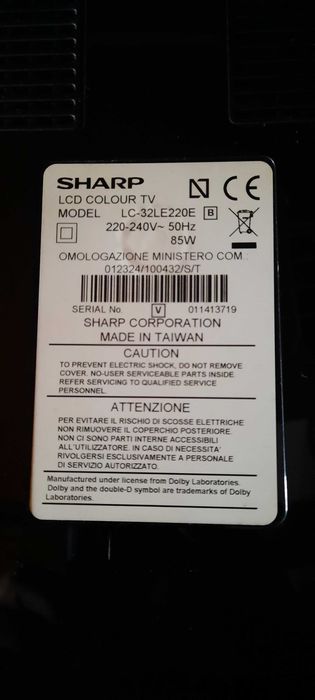 SHARP
LCD COLOUR TV
MODEL LC-32LE220E B
220-240V~ 50Hz
85W
OMOLOGAZIONE MINISTERO COM :
012324/100432/S/T
SERIAL No. V 011413719
SHARP CORPORATION
MADE IN TAIWAN
CAUTION
TO PREVENT ELECTRIC SHOCK, DO NOT REMOVE
COVER. NO-USER SERVICEABLE PARTS INSIDE.
REFER SERVICING TO QUALIFIED SERVICE
PERSONNEL.
ATTENZIONE
PER EVITARE IL RISCHIO DI SCOSSE ELETTRICHE
NON RIMUOVERE IL COPERCHIO POSTERIORE.
NON CI SONO PARTI INTERNE ACCESSIBILI
ALL'UTILIZZATORE. IN CASO DI NECESSITA'
RIVOLGERSI ESCLUSIVAMENTE A PERSONALE
DI SERVIZIO AUTORIZZATO.
Manufactured under license from Dolby Laboratories.
Dolby and the double-D symbol are trademarks of Dolby
Laboratories.